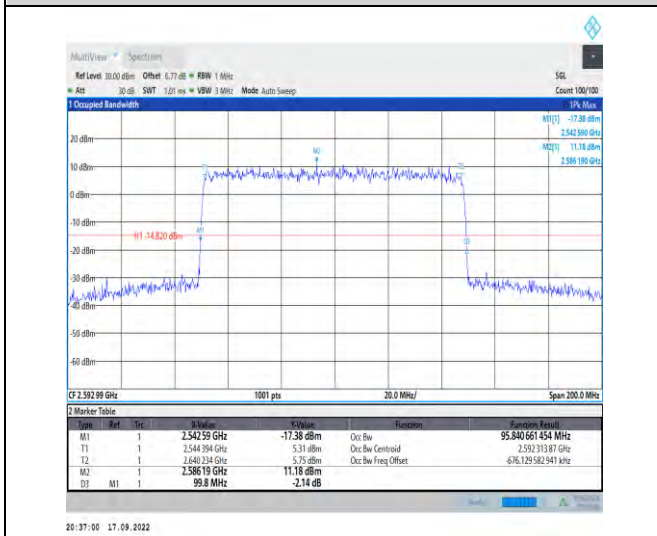 MultiView Spectrum
Ref Level 30.00 dBm Offset 6.77 dB RBW 1 MHz SGL
Att 30 dB SWT 1.01 ms VBW 3 MHz Mode Auto Sweep Count 100/100
1 Occupied Bandwidth 1Pk Max
M1[1] -17.38 dBm
2.542 590 GHz
M2[1] 11.18 dBm
2.586 190 GHz
20 dBm
M2
10 dBm
0 dBm
-10 dBm
M1
H1 -14.820 dBm
D3
-20 dBm
-30 dBm
-40 dBm
-50 dBm
-60 dBm
CF 2.592 99 GHz 1001 pts 20.0 MHz/ Span 200.0 MHz
2 Marker Table
Type Ref Trc X-Value Y-Value Function Function Result
M1 1 2.542 59 GHz -17.38 dBm Occ Bw 95.840 661 454 MHz
T1 1 2.544 394 GHz 5.31 dBm Occ Bw Centroid 2.592 313 87 GHz
T2 1 2.640 234 GHz 5.75 dBm Occ Bw Freq Offset -676.129 582 941 kHz
M2 1 2.586 19 GHz 11.18 dBm
D3 M1 1 99.8 MHz -2.14 dB
20:37:00 17.09.2022